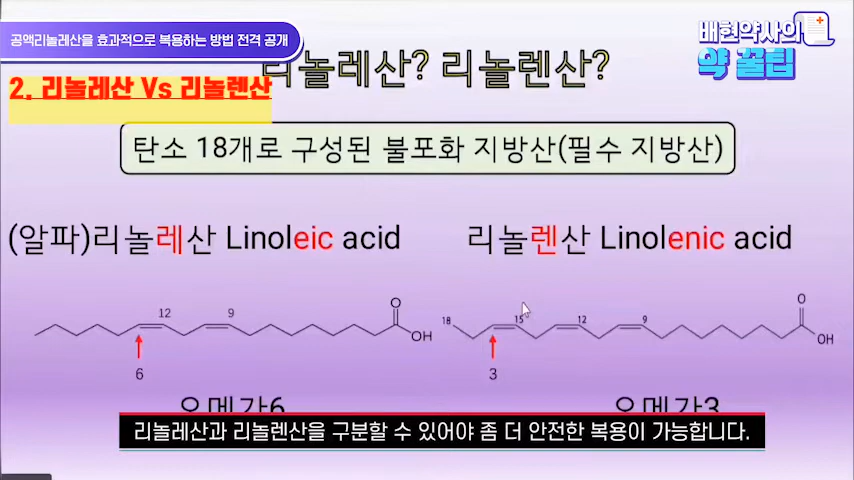 공액리놀레산을 효과적으로 복용하는 방법 전격 공개
배현약사의
약 꿀팁
리놀레산? 리놀렌산?
2. 리놀레산 Vs 리놀렌산
탄소 18개로 구성된 불포화 지방산(필수 지방산)
(알파)리놀레산 Linoleic acid
리놀렌산 Linolenic acid
12
9
O
OH
6
18
15
12
9
O
OH
3
오메가6
오메가3
리놀레산과 리놀렌산을 구분할 수 있어야 좀 더 안전한 복용이 가능합니다.